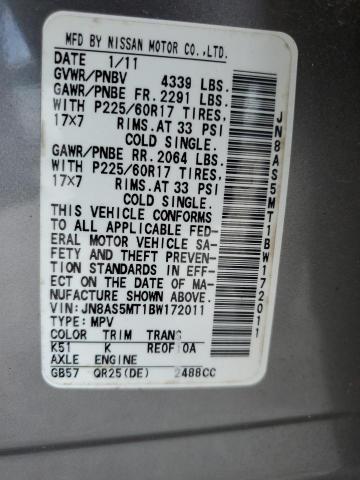 MFD BY NISSAN MOTOR CO.,LTD.
DATE 1/11
GVWR/PNBV 4339 LBS.
GAWR/PNBE FR. 2291 LBS.
WITH P225/60R17 TIRES,
17×7 RIMS.AT 33 PSI
COLD SINGLE.
GAWR/PNBE RR. 2064 LBS.
WITH P225/60R17 TIRES,
17×7 RIMS.AT 33 PSI
COLD SINGLE.
THIS VEHICLE CONFORMS
TO ALL APPLICABLE FED-
ERAL MOTOR VEHICLE SA-
FETY AND THEFT PREVEN-
TION STANDARDS IN EFF-
ECT ON THE DATE OF MA-
NUFACTURE SHOWN ABOVE.
VIN:JN8AS5MT1BW172011
TYPE: MPV
COLOR TRIM TRANS
K51 K RE0F10A
AXLE ENGINE
GB57 QR25(DE) 2488CC
JN8AS5MT1BW172011